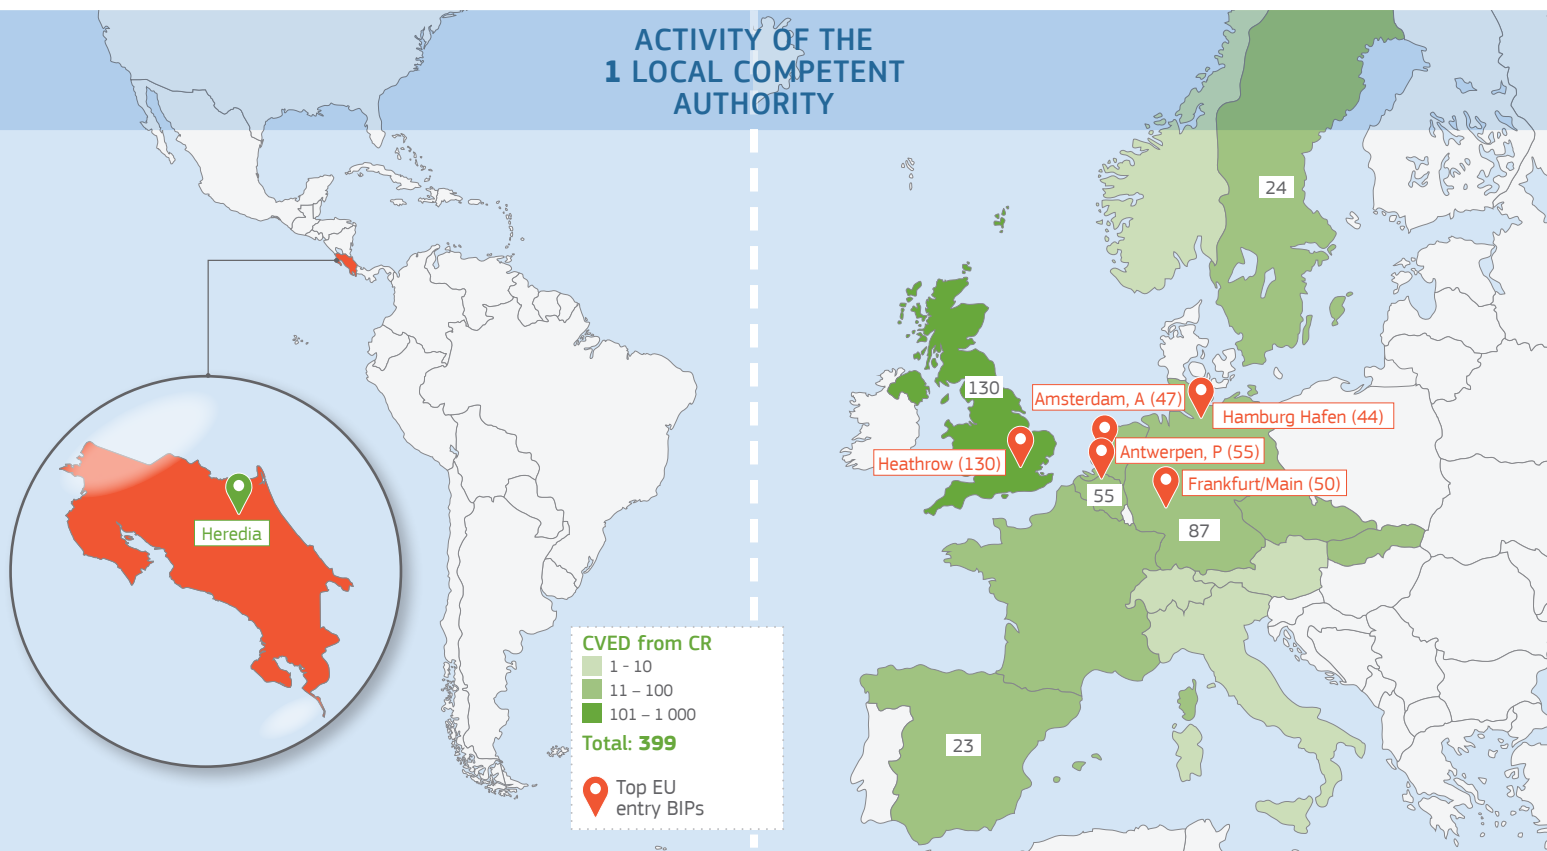 ACTIVITY OF THE
1 LOCAL COMPETENT
AUTHORITY
24
130
Amsterdam, A (47)
Hamburg Hafen (44)
Heathrow (130)
Antwerpen, P (55)
Frankfurt/Main (50)
55
87
Heredia
23
CVED from CR
1 - 10
11 – 100
101 – 1 000
Total: 399
Top EU
entry BIPs